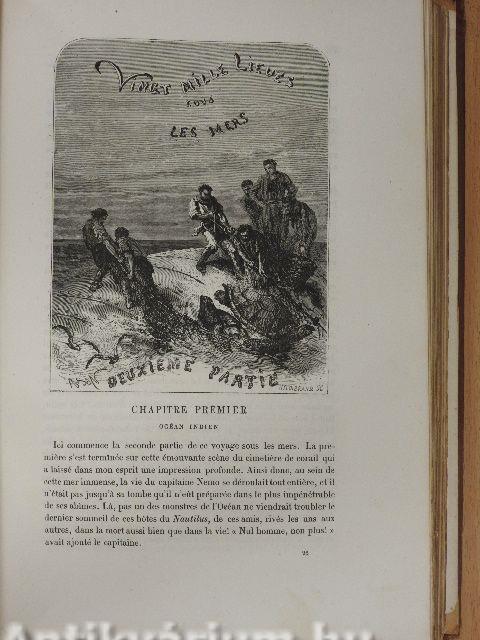 VINGT MILLE LIEUES
SOUS
LES MERS
DEUXIÈME PARTIE
HILDIBRAND SC
CHAPITRE PREMIER
OCÉAN INDIEN
Ici commence la seconde partie de ce voyage sous les mers. La pre-
mière s'est terminée sur cette émouvante scène du cimetière de corail qui
a laissé dans mon esprit une impression profonde. Ainsi donc, au sein de
cette mer immense, la vie du capitaine Nemo se déroulait tout entière, et il
n'était pas jusqu'à sa tombe qu'il n'eût préparée dans le plus impénétrable
de ses abîmes. Là, pas un des monstres de l'Océan ne viendrait troubler le
dernier sommeil de ces hôtes du Nautilus, de ces amis, rivés les uns aux
autres, dans la mort aussi bien que dans la vie! « Nul homme, non plus! »
avait ajouté le capitaine.
Antikvárium.hu